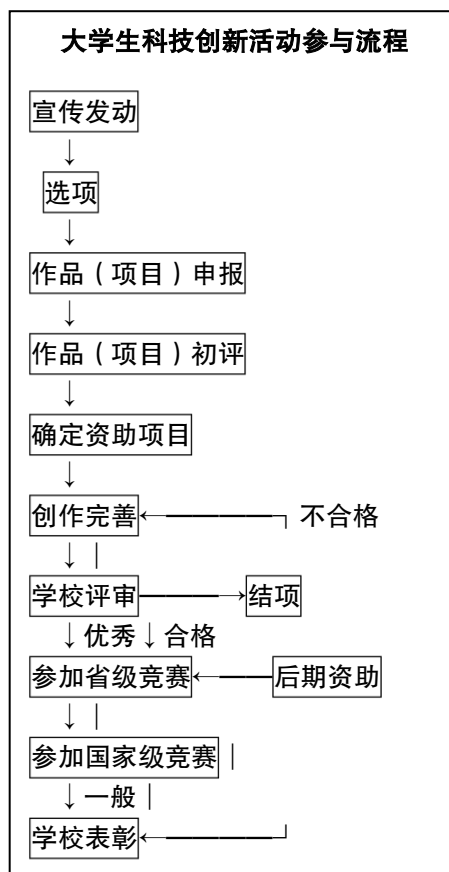 大学生科技创新活动参与流程
宣传发动
↓
选项
↓
作品（项目）申报
↓
作品（项目）初评
↓
确定资助项目
↓
创作完善←————┐ 不合格
↓ |
学校评审————→结项
↓优秀↓合格
参加省级竞赛←——后期资助
↓ |
参加国家级竞赛 |
↓一般 |
学校表彰←————┘